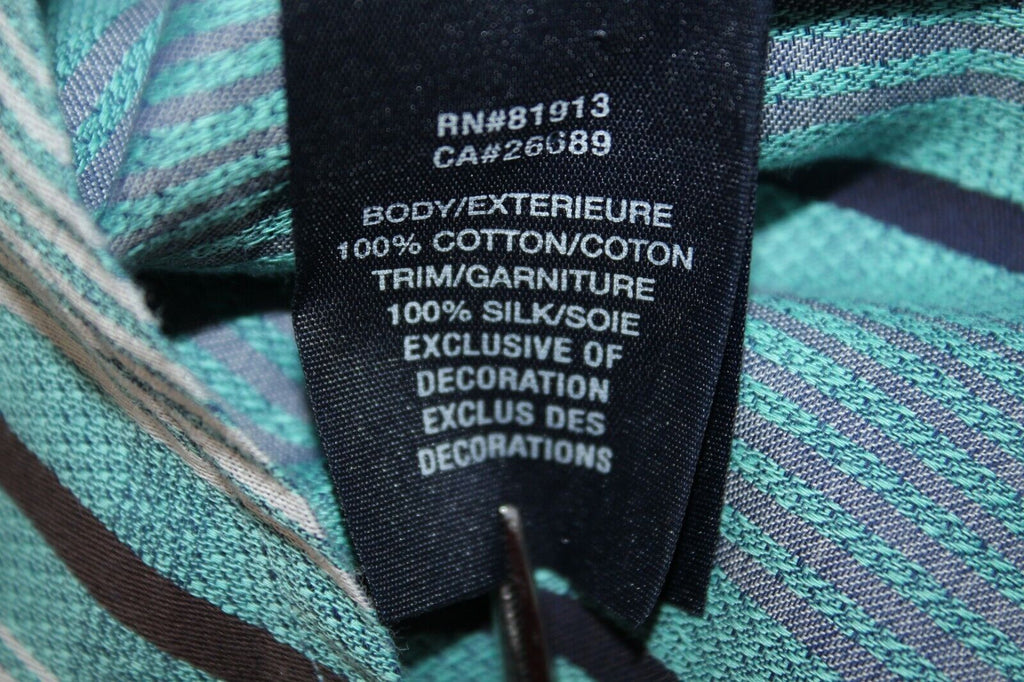 RN#81913
CA#26689
BODY/EXTERIEURE
100% COTTON/COTON
TRIM/GARNITURE
100% SILK/SOIE
EXCLUSIVE OF
DECORATION
EXCLUS DES
DECORATIONS